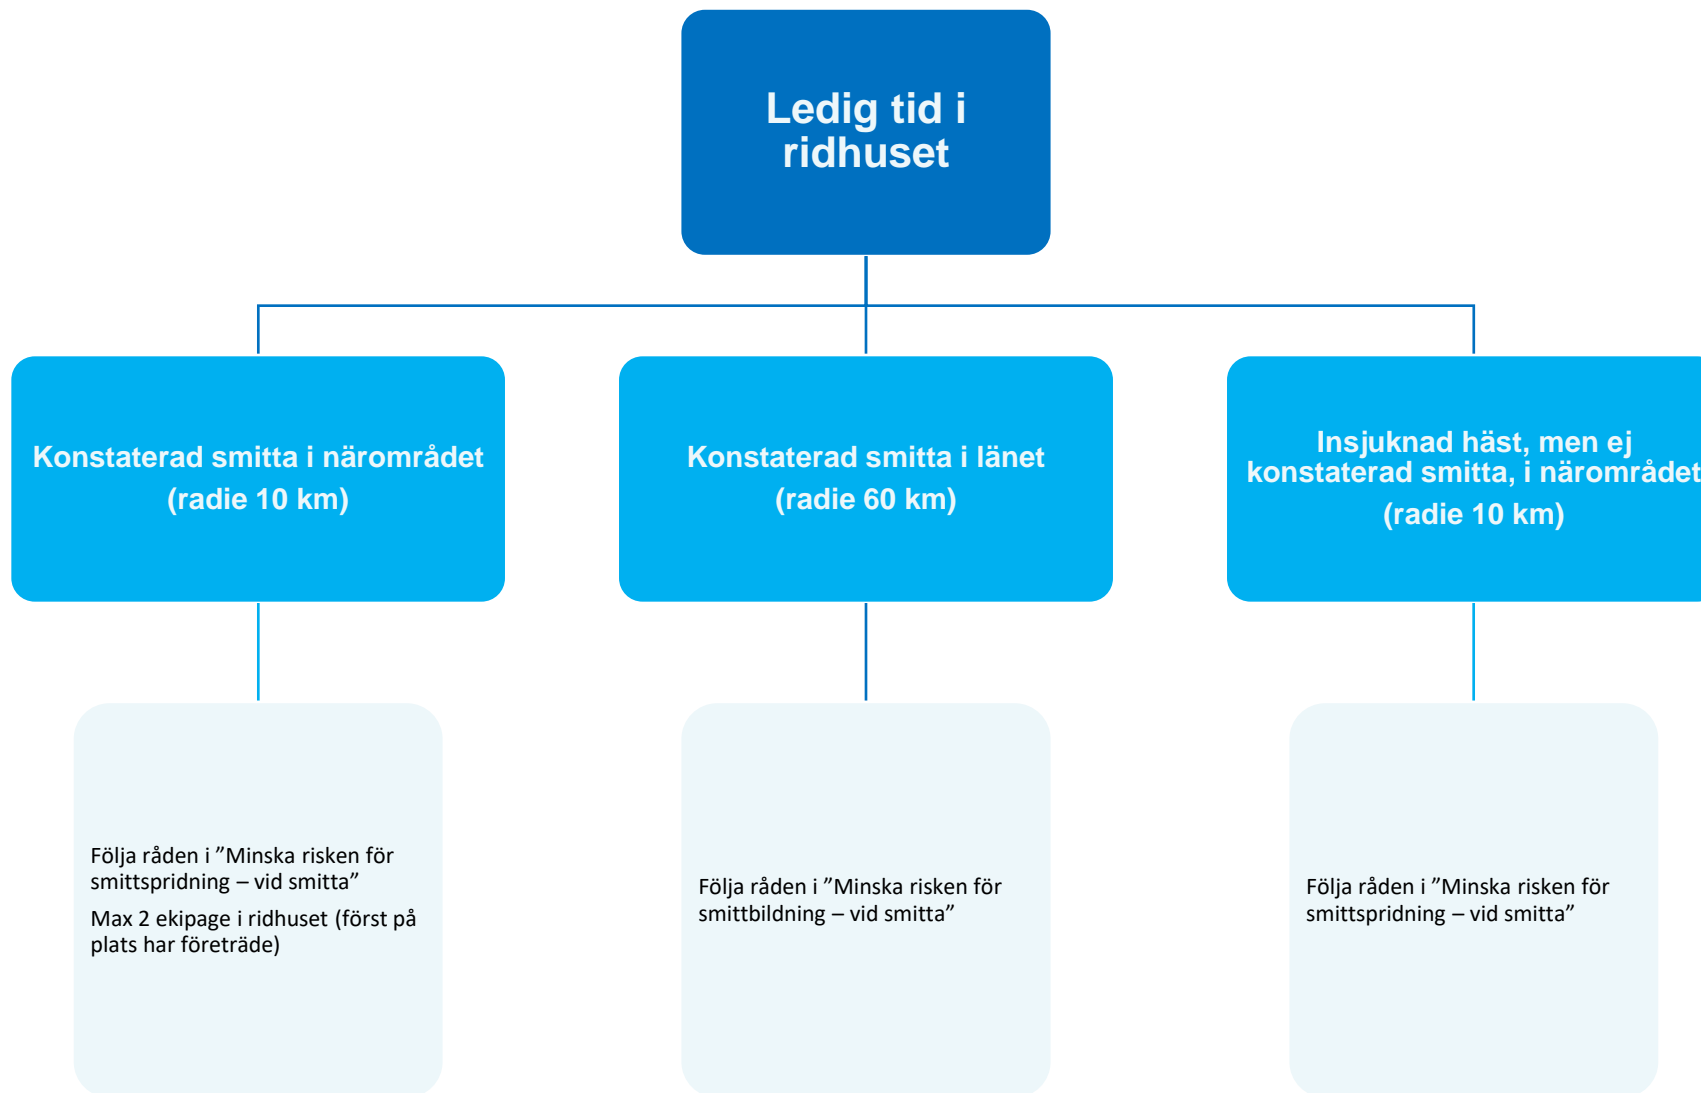 Ledig tid i
ridhuset
Konstaterad smitta i närområdet
(radie 10 km)
Konstaterad smitta i länet
(radie 60 km)
Insjuknad häst, men ej
konstaterad smitta, i närområdet
(radie 10 km)
Följa råden i ”Minska risken för
smittspridning – vid smitta”
Max 2 ekipage i ridhuset (först på
plats har företräde)
Följa råden i ”Minska risken för
smittbildning – vid smitta”
Följa råden i ”Minska risken för
smittspridning – vid smitta”